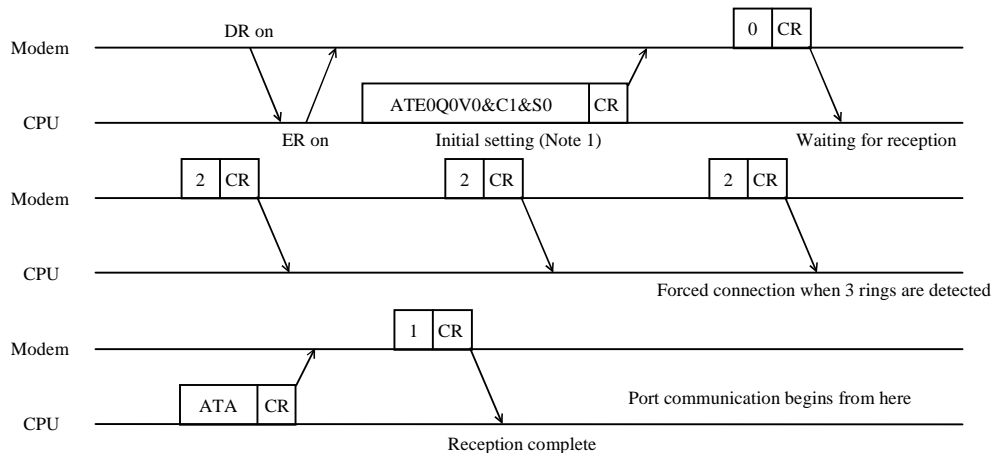 DR on
0 CR
Modem
ATE0Q0V0&C1&S0 CR
CPU
ER on
Initial setting (Note 1)
Waiting for reception
2 CR
2 CR
2 CR
Modem
CPU
Forced connection when 3 rings are detected
1 CR
Modem
ATA CR
Port communication begins from here
CPU
Reception complete